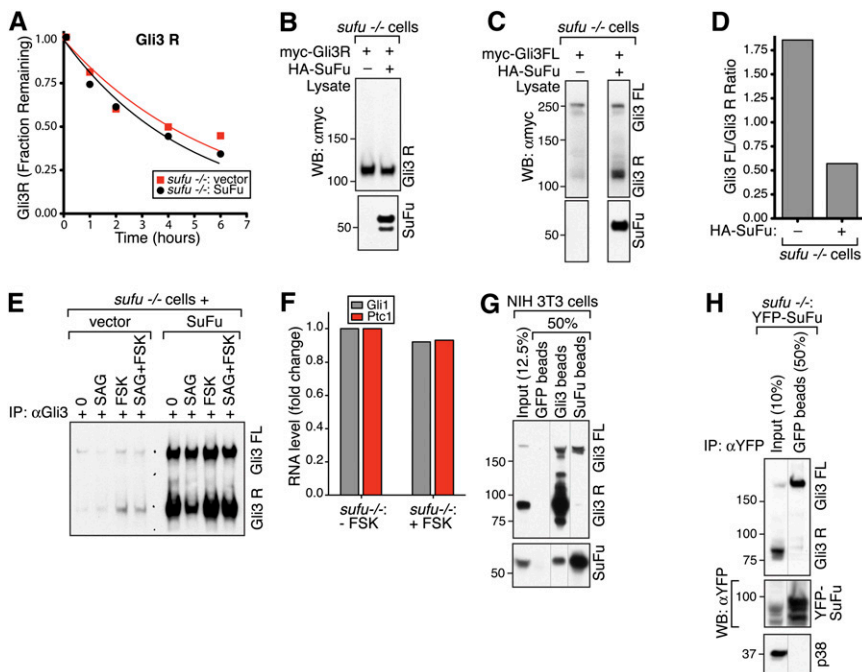 A
Gli3 R
Gli3R (Fraction Remaining)
1.00
0.75
0.50
0.25
0.00
0 1 2 3 4 5 6 7
Time (hours)
sufu -/-: vector
sufu -/-: SuFu
B
sufu -/- cells
myc-Gli3R + +
HA-SuFu – +
Lysate
WB: αmyc
150
100
50
Gli3 R
SuFu
C
sufu -/- cells
myc-Gli3FL + +
HA-SuFu – +
Lysate
WB: αmyc
250
150
100
50
Gli3 FL
Gli3 R
SuFu
D
Gli3 FL/Gli3 R Ratio
1.75
1.50
1.25
1.00
0.75
0.50
0.25
0.00
HA-SuFu: – +
sufu -/- cells
E
sufu -/- cells +
vector SuFu
0 SAG FSK SAG+FSK 0 SAG FSK SAG+FSK
IP: αGli3 + + + + + + + +
Gli3 FL
Gli3 R
F
Gli1
Ptc1
RNA level (fold change)
1.0
0.8
0.6
0.4
0.2
0.0
sufu-/-: - FSK
sufu-/-: + FSK
G
NIH 3T3 cells
50%
Input (12.5%)
GFP beads
Gli3 beads
SuFu beads
150
100
75
50
Gli3 FL
Gli3 R
SuFu
H
sufu -/-:
YFP-SuFu
Input (10%)
GFP beads (50%)
IP: αYFP
150
100
75
Gli3 FL
Gli3 R
WB: αYFP
100
YFP-SuFu
37
p38